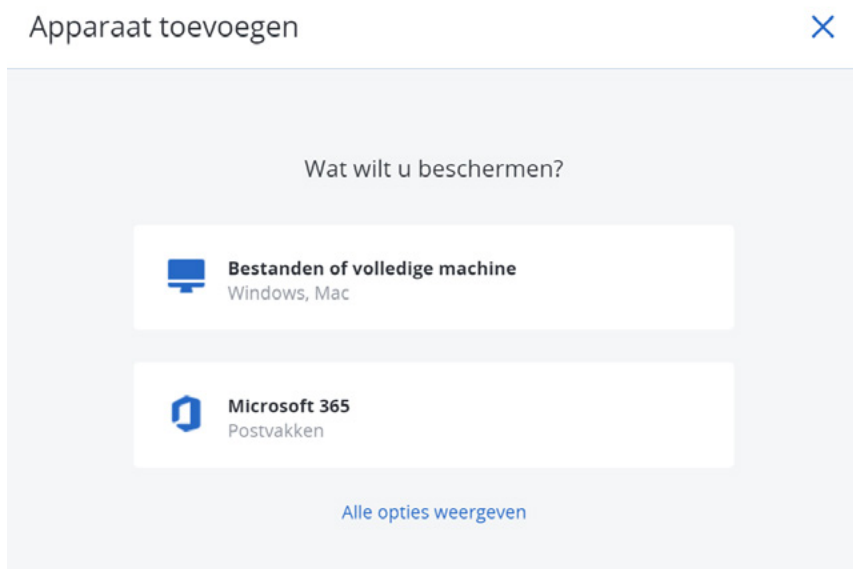 Apparaat toevoegen
Wat wilt u beschermen?
Bestanden of volledige machine
Windows, Mac
Microsoft 365
Postvakken
Alle opties weergeven